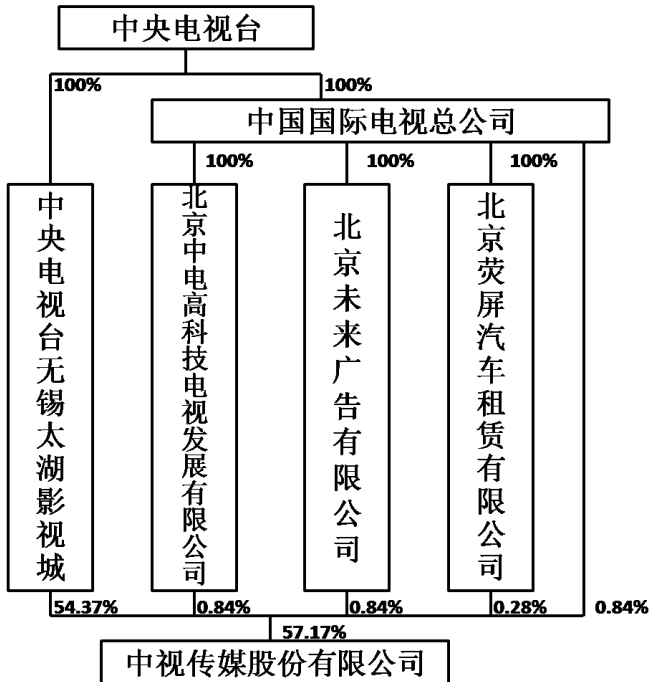 中央电视台
100%
100%
中国国际电视总公司
100%
100%
100%
中央电视台无锡太湖影视城
北京中电高科技电视发展有限公司
北京未来广告有限公司
北京荧屏汽车租赁有限公司
54.37%
0.84%
0.84%
0.28%
0.84%
57.17%
中视传媒股份有限公司